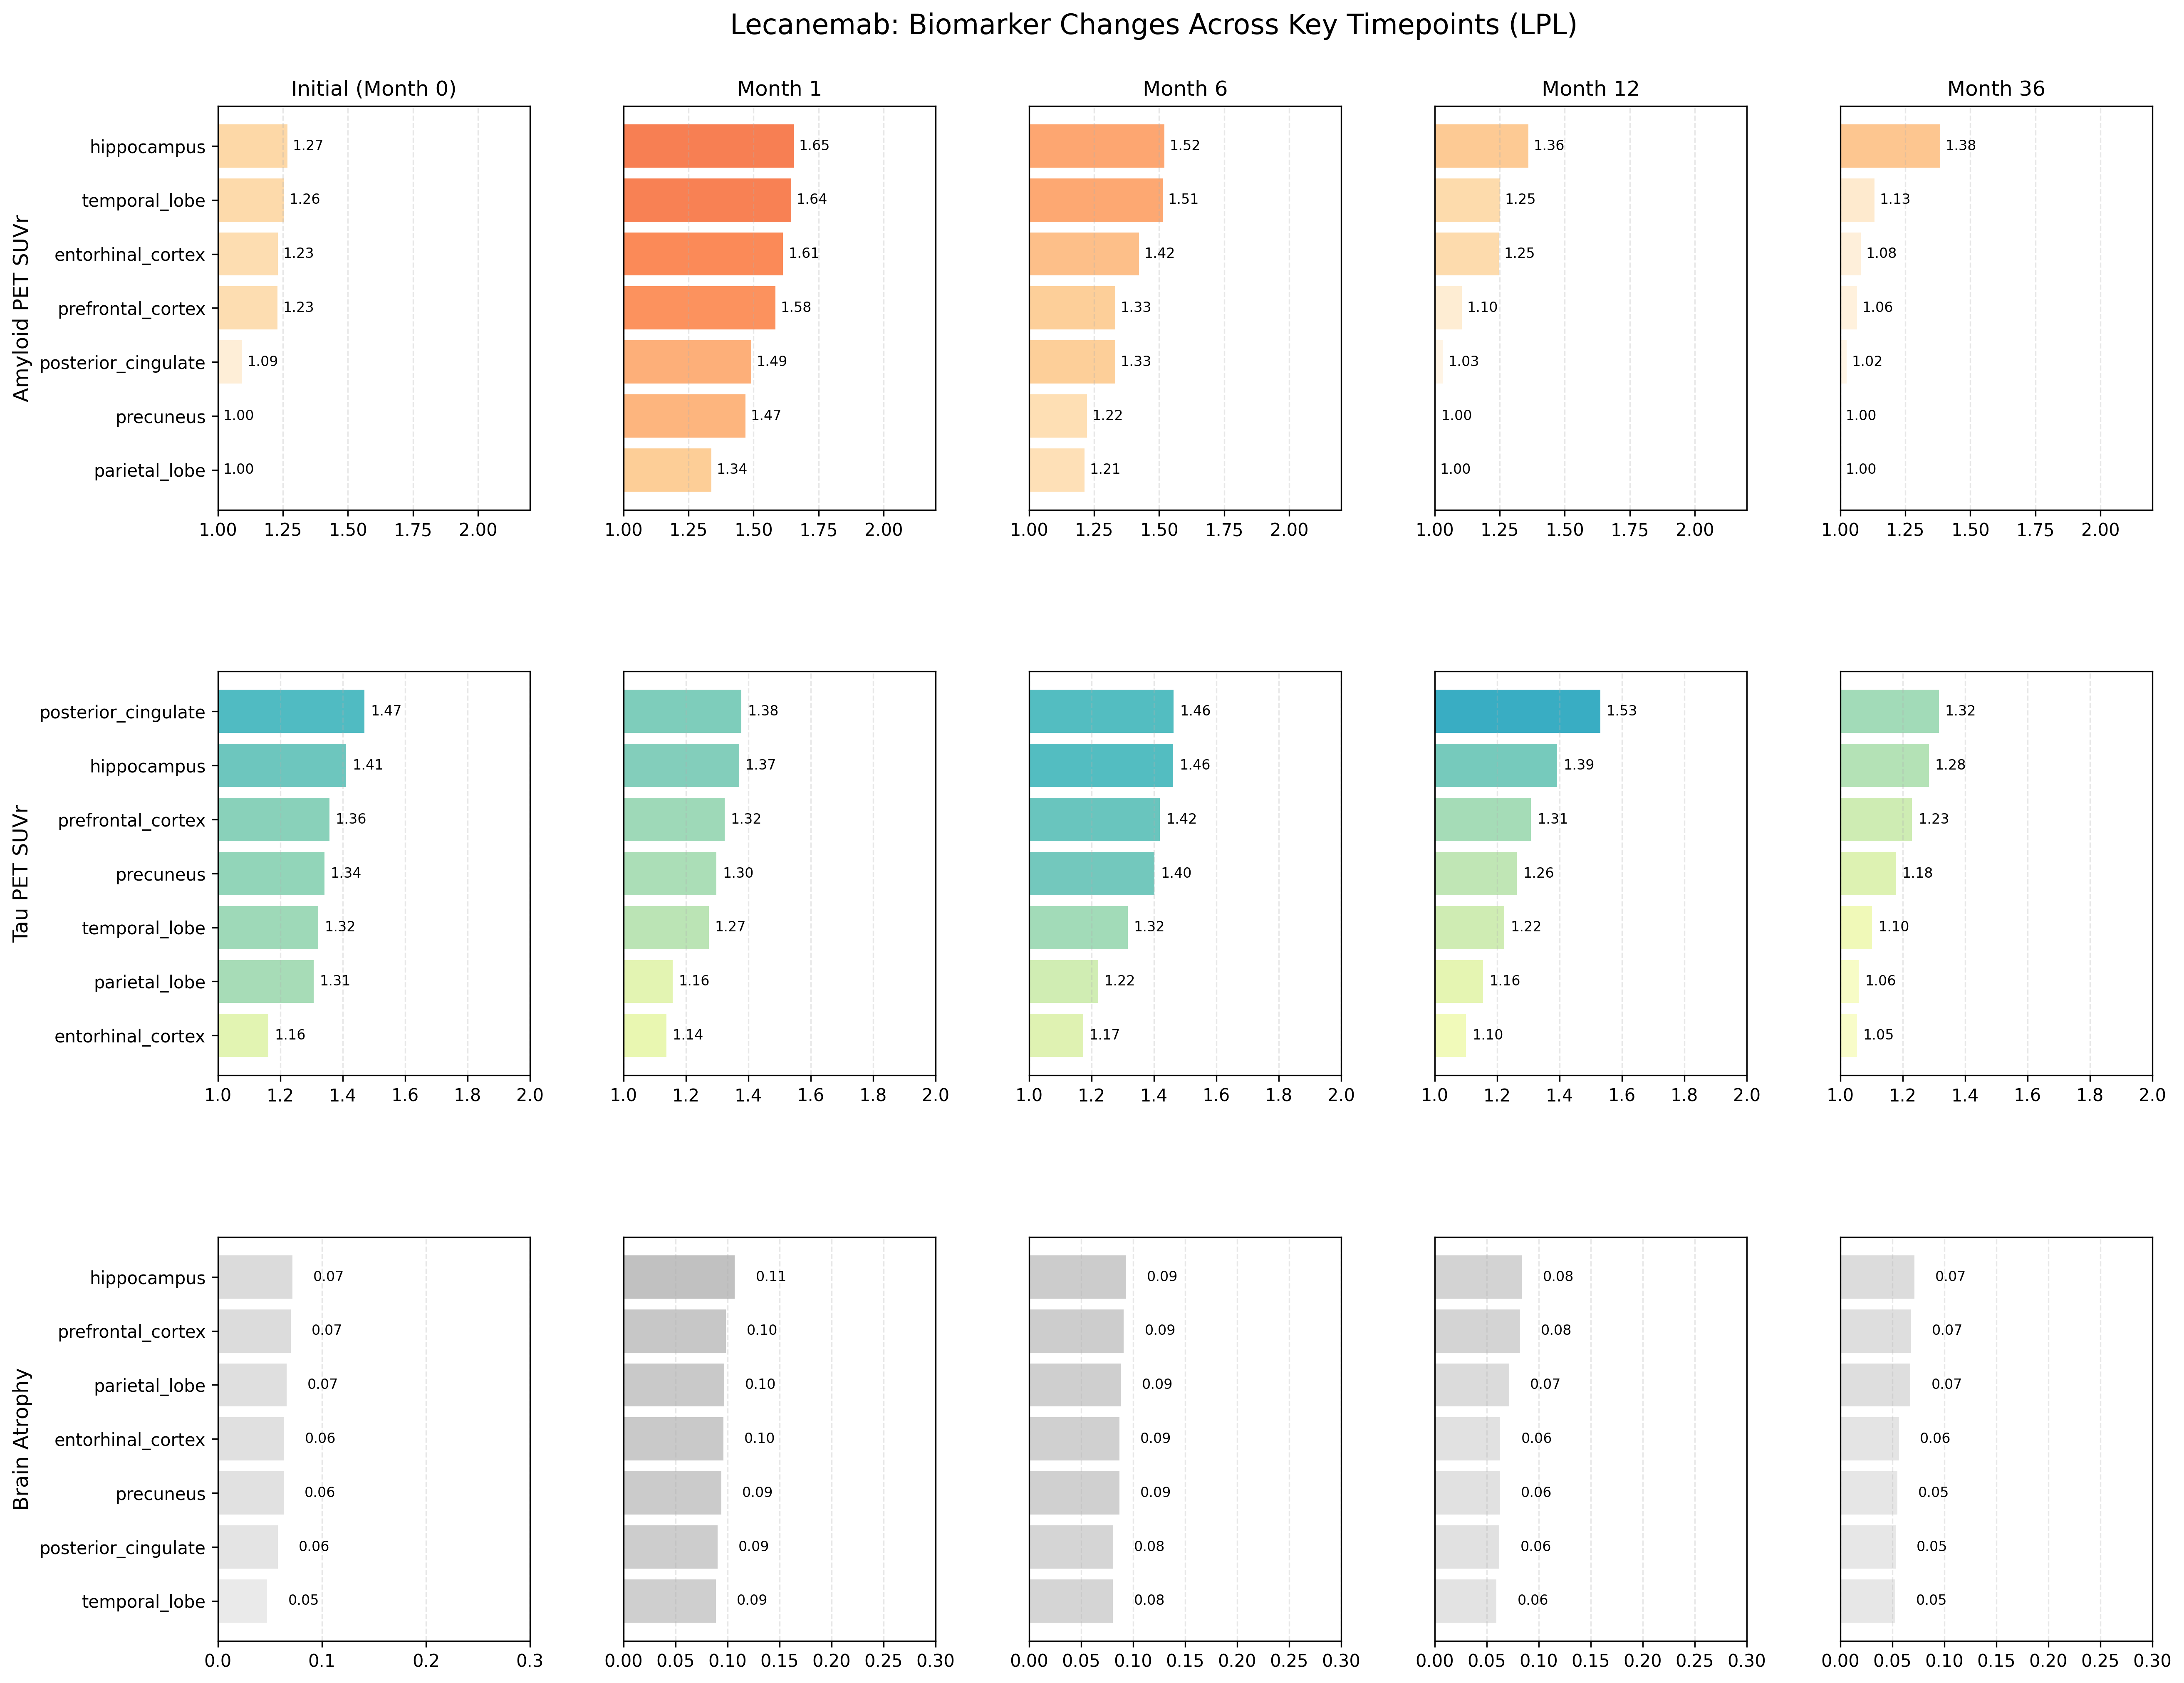 Lecanemab: Biomarker Changes Across Key Timepoints (LPL)
Initial (Month 0)
Month 1
Month 6
Month 12
Month 36
Amyloid PET SUVr
hippocampus 1.27 1.65 1.52 1.36 1.38
temporal_lobe 1.26 1.64 1.51 1.25 1.13
entorhinal_cortex 1.23 1.61 1.42 1.25 1.08
prefrontal_cortex 1.23 1.58 1.33 1.10 1.06
posterior_cingulate 1.09 1.49 1.33 1.03 1.02
precuneus 1.00 1.47 1.22 1.00 1.00
parietal_lobe 1.00 1.34 1.21 1.00 1.00
1.00 1.25 1.50 1.75 2.00 1.00 1.25 1.50 1.75 2.00 1.00 1.25 1.50 1.75 2.00 1.00 1.25 1.50 1.75 2.00 1.00 1.25 1.50 1.75 2.00
Tau PET SUVr
posterior_cingulate 1.47 1.38 1.46 1.53 1.32
hippocampus 1.41 1.37 1.46 1.39 1.28
prefrontal_cortex 1.36 1.32 1.42 1.31 1.23
precuneus 1.34 1.30 1.40 1.26 1.18
temporal_lobe 1.32 1.27 1.32 1.22 1.10
parietal_lobe 1.31 1.16 1.22 1.16 1.06
entorhinal_cortex 1.16 1.14 1.17 1.10 1.05
1.0 1.2 1.4 1.6 1.8 2.0 1.0 1.2 1.4 1.6 1.8 2.0 1.0 1.2 1.4 1.6 1.8 2.0 1.0 1.2 1.4 1.6 1.8 2.0 1.0 1.2 1.4 1.6 1.8 2.0
Brain Atrophy
hippocampus 0.07 0.11 0.09 0.08 0.07
prefrontal_cortex 0.07 0.10 0.09 0.08 0.07
parietal_lobe 0.07 0.10 0.09 0.07 0.07
entorhinal_cortex 0.06 0.10 0.09 0.06 0.06
precuneus 0.06 0.09 0.09 0.06 0.05
posterior_cingulate 0.06 0.09 0.08 0.06 0.05
temporal_lobe 0.05 0.09 0.08 0.06 0.05
0.0 0.1 0.2 0.3 0.00 0.05 0.10 0.15 0.20 0.25 0.30 0.00 0.05 0.10 0.15 0.20 0.25 0.30 0.00 0.05 0.10 0.15 0.20 0.25 0.30 0.00 0.05 0.10 0.15 0.20 0.25 0.30